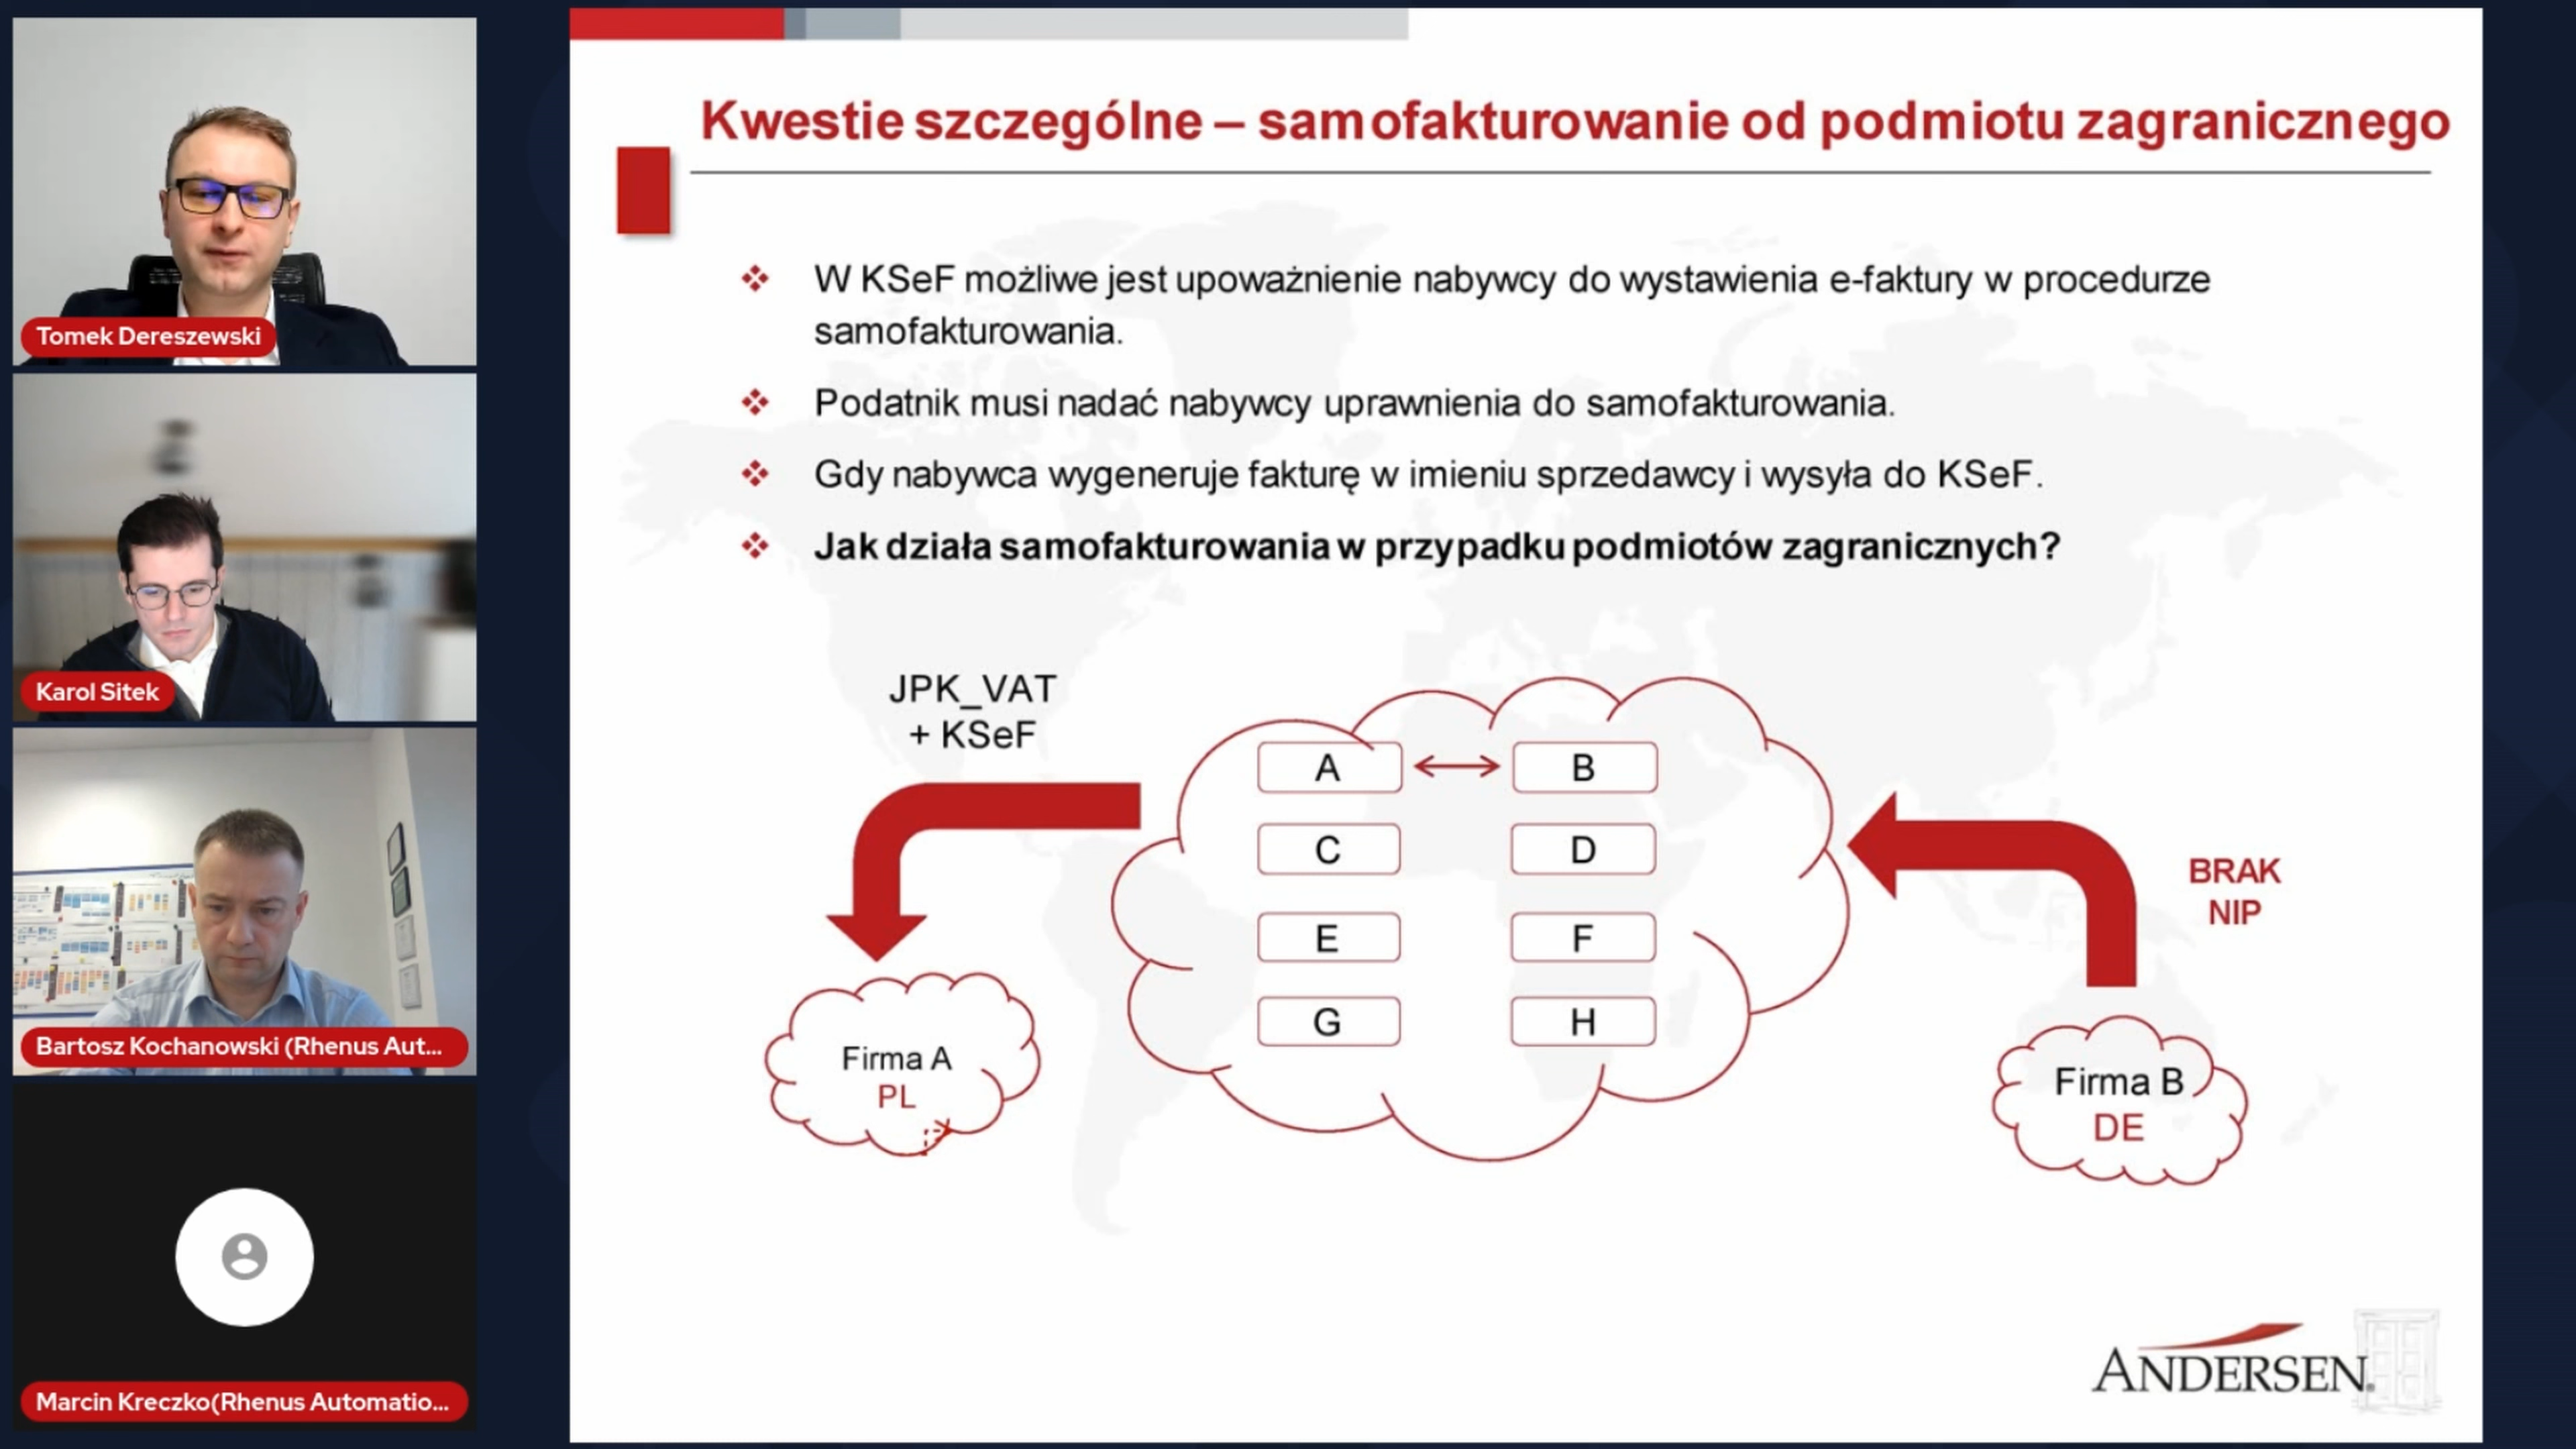 Tomek Dereszewski
Karol Sitek
Bartosz Kochanowski (Rhenus Aut...
Marcin Kreczko(Rhenus Automatio...
Kwestie szczególne – samofakturowanie od podmiotu zagranicznego
W KSeF możliwe jest upoważnienie nabywcy do wystawienia e-faktury w procedurze
samofakturowania.
Podatnik musi nadać nabywcy uprawnienia do samofakturowania.
Gdy nabywca wygeneruje fakturę w imieniu sprzedawcy i wysyła do KSeF.
Jak działa samofakturowania w przypadku podmiotów zagranicznych?
JPK_VAT
+ KSeF
A
B
C
D
E
F
G
H
BRAK
NIP
Firma A
PL
Firma B
DE
ANDERSEN.